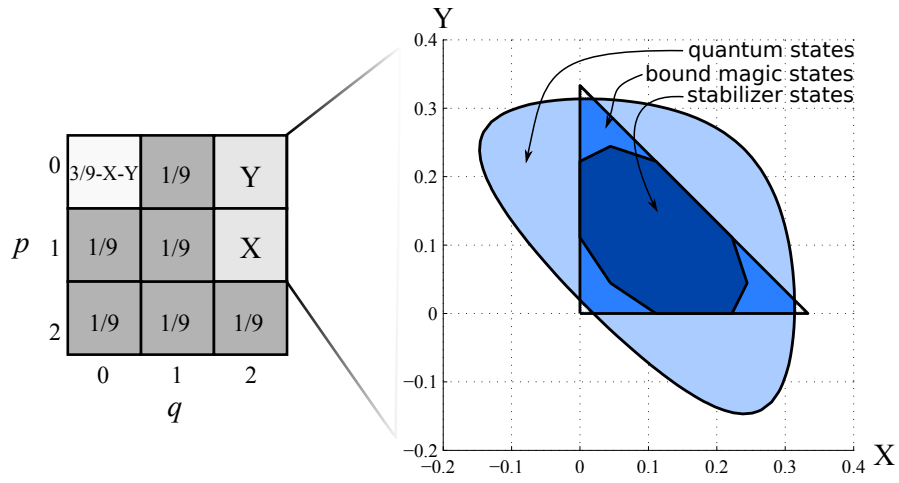 Y
0.4
quantum states
bound magic states
stabilizer states
0.3
0 3/9-X-Y 1/9 Y
0.2
p 1 1/9 1/9 X
0.1
2 1/9 1/9 1/9
0
0 1 2
q
−0.1
−0.2
−0.2 −0.1 0 0.1 0.2 0.3 0.4 X